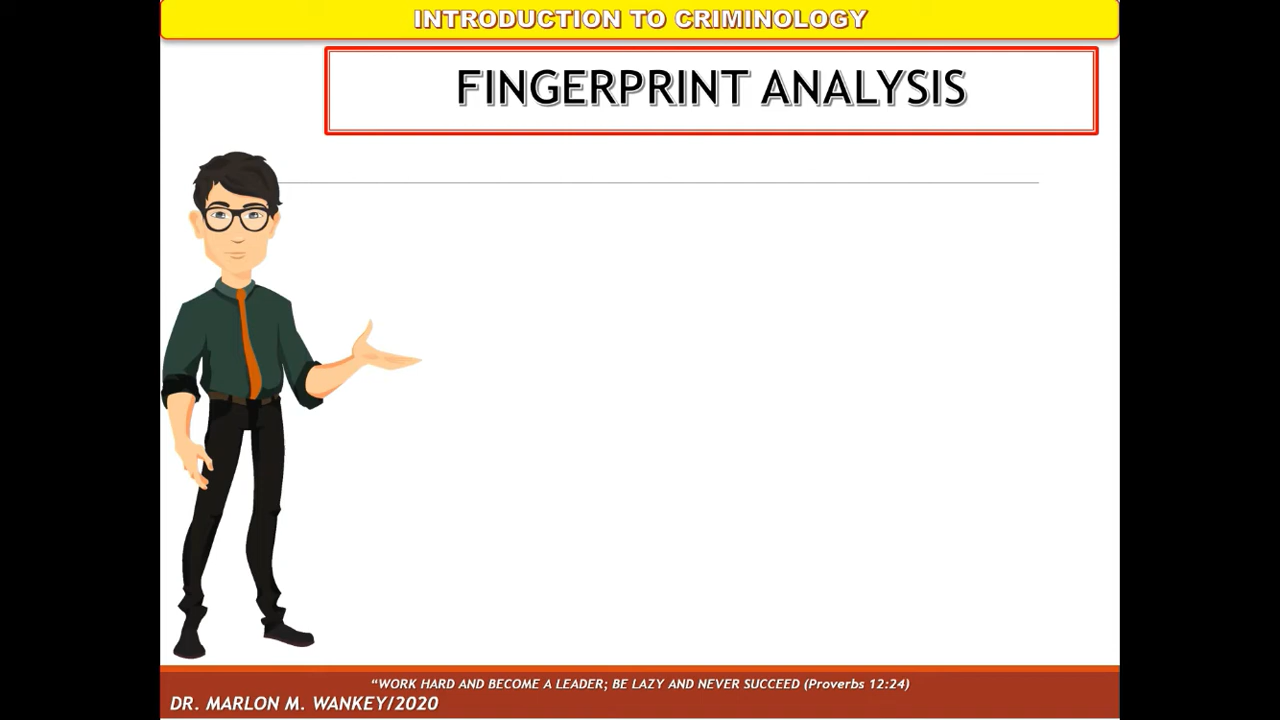 INTRODUCTION TO CRIMINOLOGY
FINGERPRINT ANALYSIS
“WORK HARD AND BECOME A LEADER; BE LAZY AND NEVER SUCCEED (Proverbs 12:24)
DR. MARLON M. WANKEY/2020